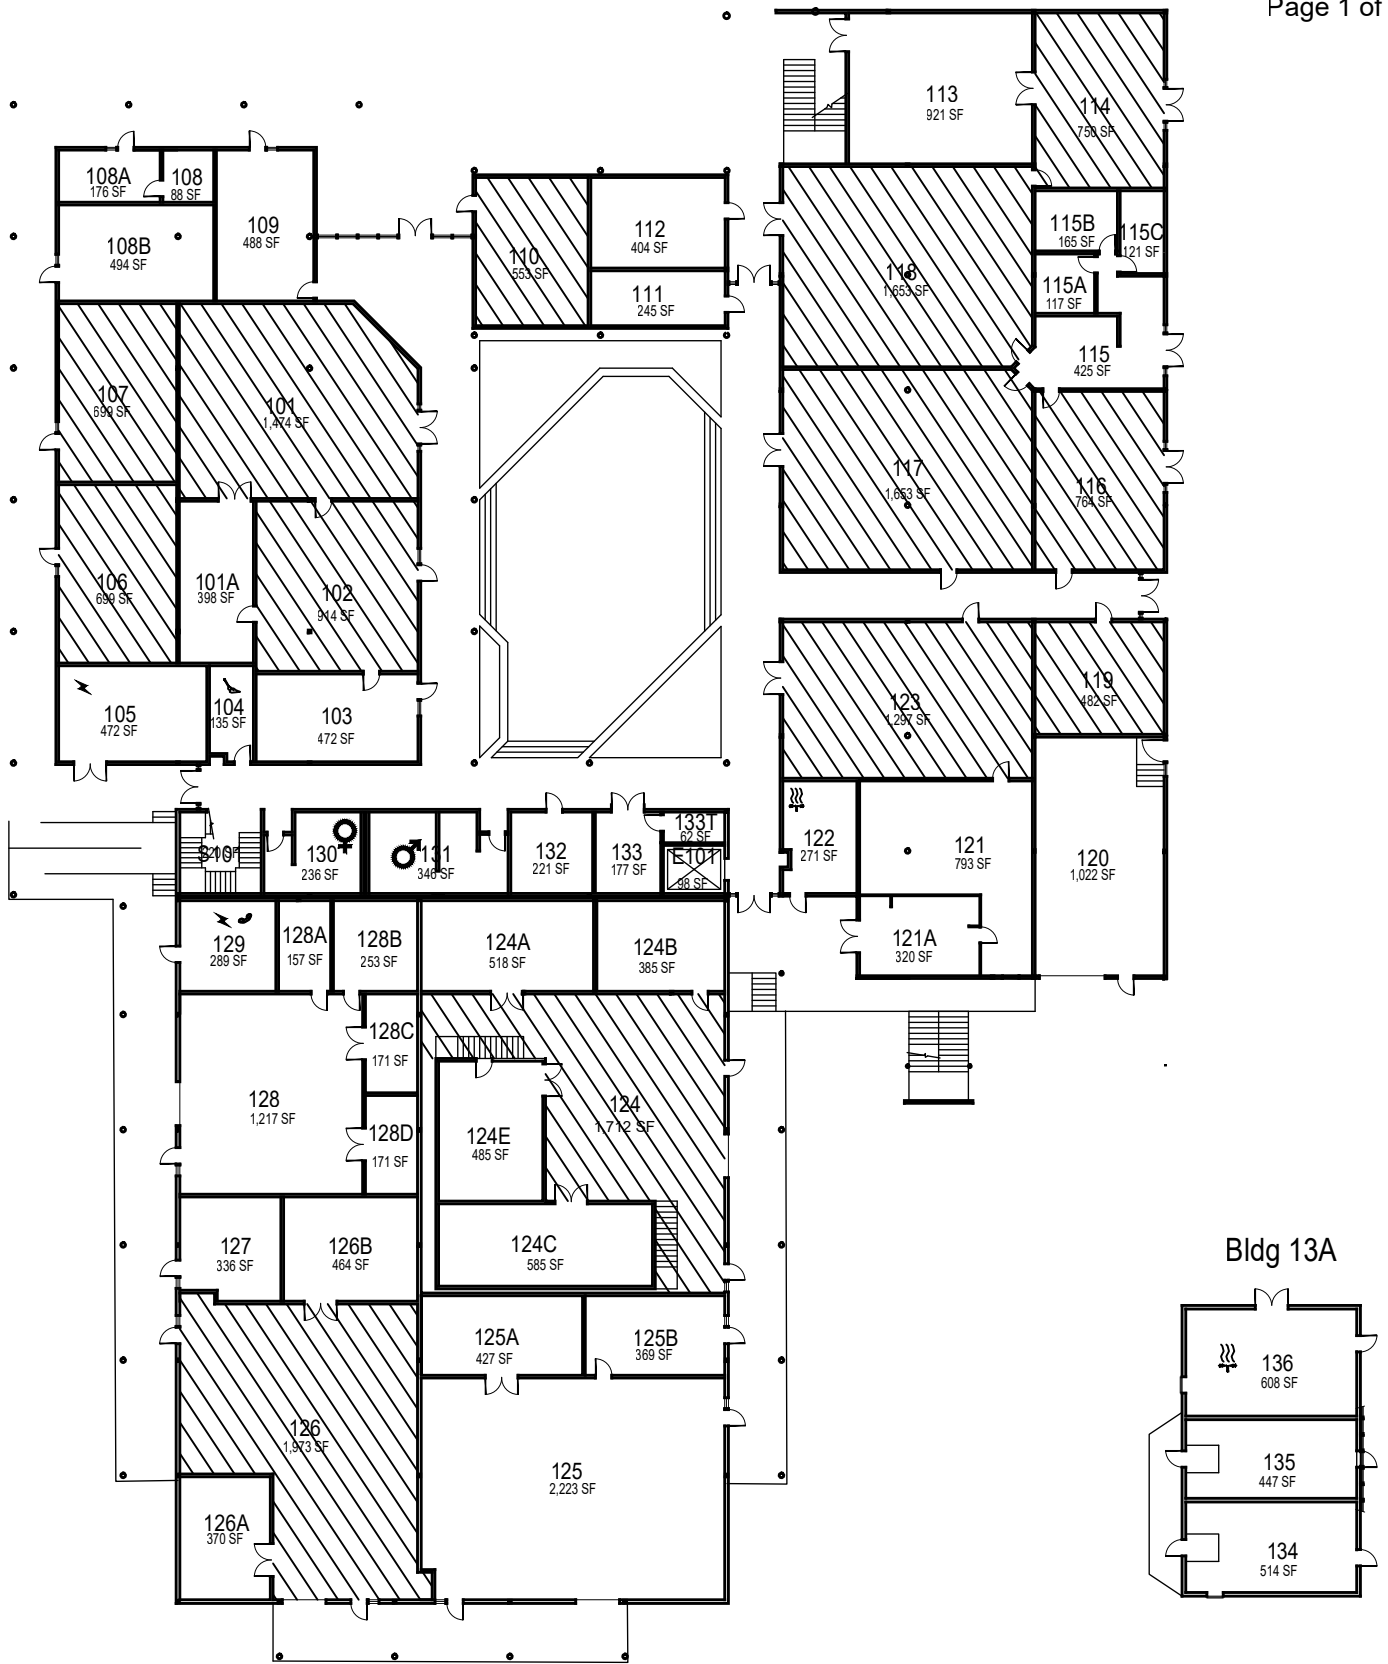 Page 1 of
113
921 SF
114
750 SF
108A
176 SF
108
88 SF
109
488 SF
108B
494 SF
110
553 SF
112
404 SF
111
245 SF
118
1,653 SF
115B
165 SF
115C
121 SF
115A
117 SF
115
425 SF
107
699 SF
101
1,474 SF
117
1,653 SF
116
764 SF
106
699 SF
101A
398 SF
102
914 SF
105
472 SF
104
135 SF
103
472 SF
123
1,297 SF
119
482 SF
S101
130
236 SF
131
346 SF
132
221 SF
133
177 SF
133T
62 SF
E101
98 SF
122
271 SF
121
793 SF
120
1,022 SF
121A
320 SF
129
289 SF
128A
157 SF
128B
253 SF
124A
518 SF
124B
385 SF
128C
171 SF
128
1,217 SF
128D
171 SF
124
1,712 SF
124E
485 SF
127
336 SF
126B
464 SF
124C
585 SF
Bldg 13A
125A
427 SF
125B
369 SF
136
608 SF
126
1,973 SF
125
2,223 SF
135
447 SF
126A
370 SF
134
514 SF